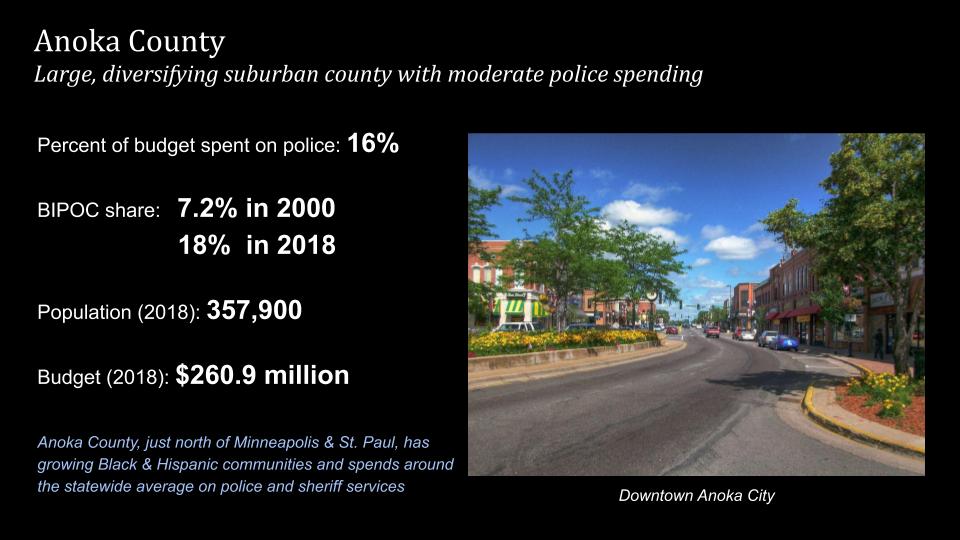 Anoka County
Large, diversifying suburban county with moderate police spending
Percent of budget spent on police: 16%
BIPOC share: 7.2% in 2000
18% in 2018
Population (2018): 357,900
Budget (2018): $260.9 million
Anoka County, just north of Minneapolis & St. Paul, has
growing Black & Hispanic communities and spends around
the statewide average on police and sheriff services
Downtown Anoka City